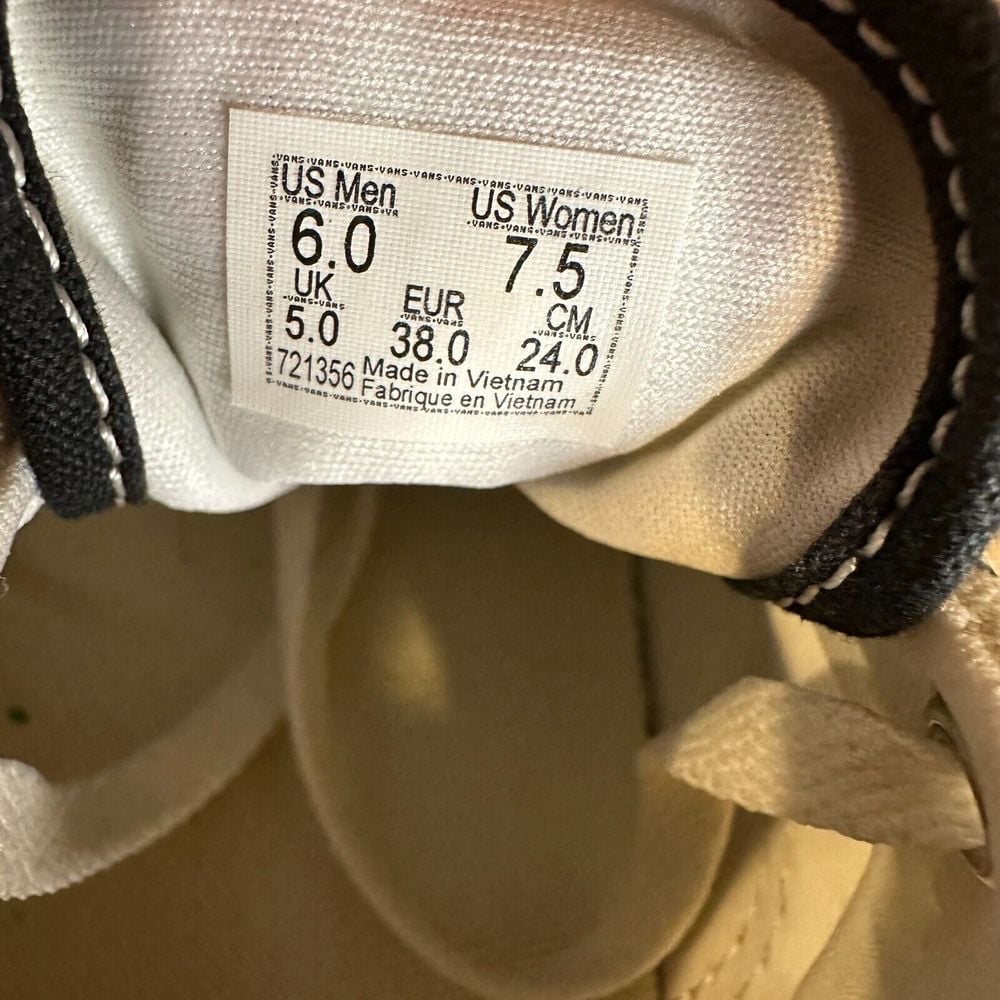 US Men US Women
6.0 7.5
UK EUR CM
5.0 38.0 24.0
721356 Made in Vietnam
Fabrique en Vietnam